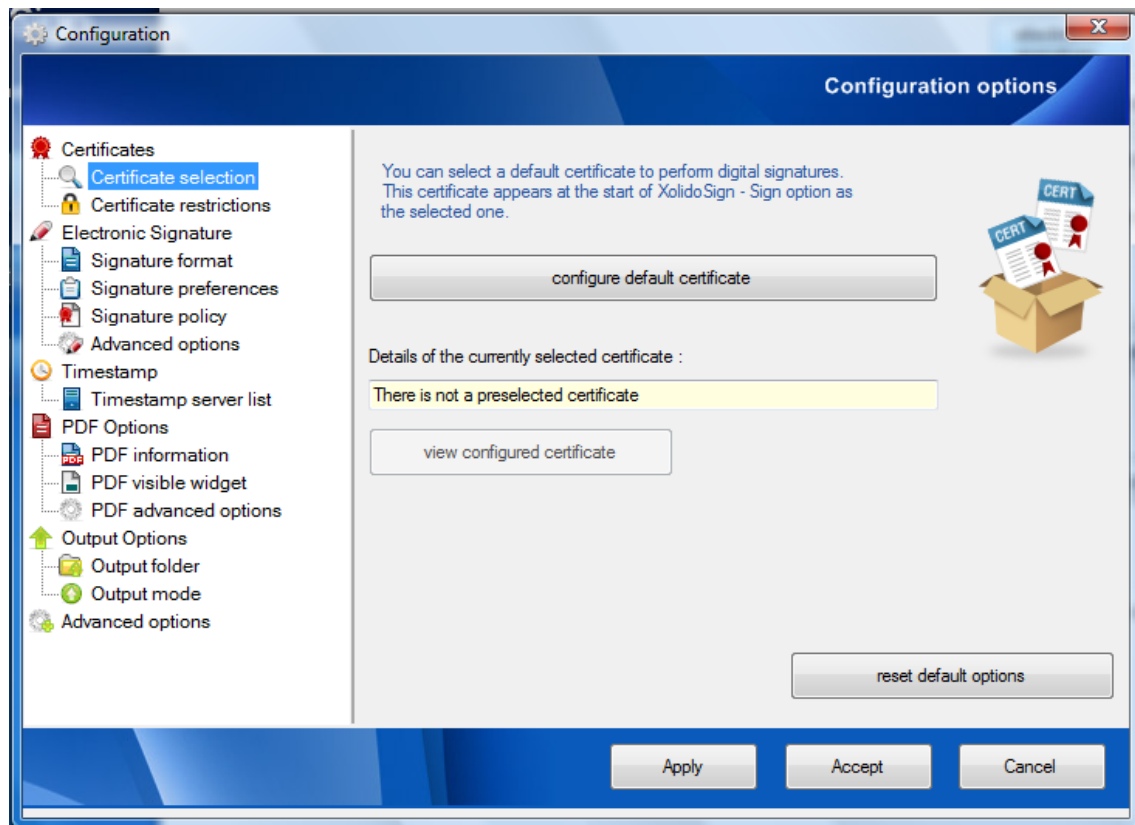 Configuration
X
Configuration options
Certificates
Certificate selection
Certificate restrictions
Electronic Signature
Signature format
Signature preferences
Signature policy
Advanced options
Timestamp
Timestamp server list
PDF Options
PDF information
PDF visible widget
PDF advanced options
Output Options
Output folder
Output mode
Advanced options
You can select a default certificate to perform digital signatures.
This certificate appears at the start of XolidoSign - Sign option as
the selected one.
CERT
CERT
configure default certificate
Details of the currently selected certificate :
There is not a preselected certificate
view configured certificate
reset default options
Apply
Accept
Cancel